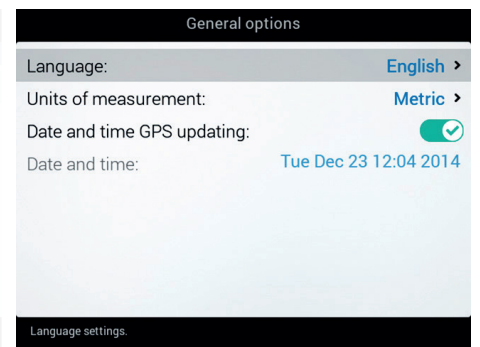 General options
Language: English >
Units of measurement: Metric >
Date and time GPS updating:
Date and time: Tue Dec 23 12:04 2014
Language settings.